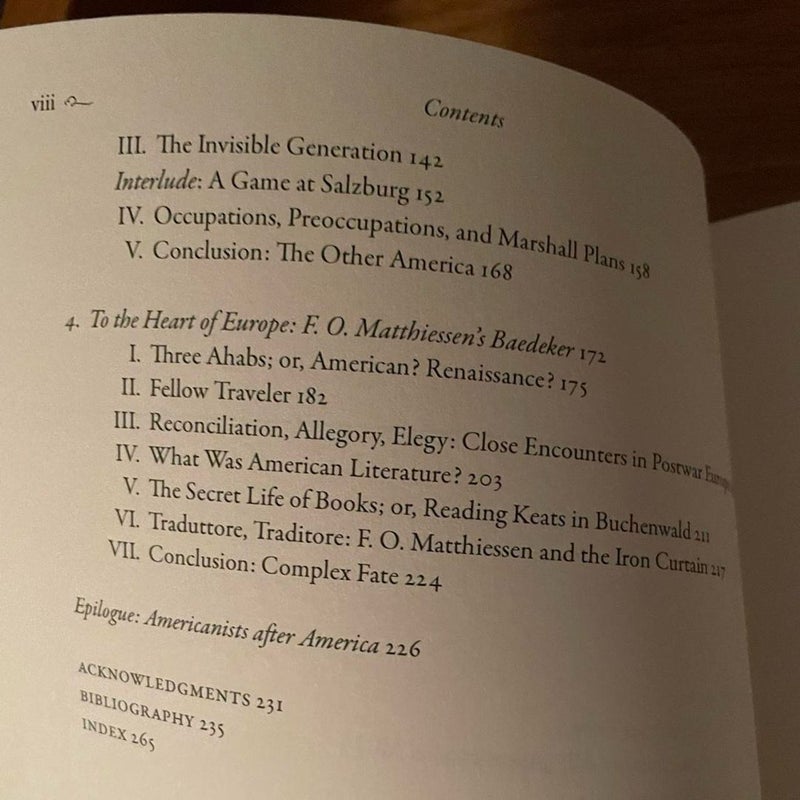 viii
Contents
III. The Invisible Generation 142
Interlude: A Game at Salzburg 152
IV. Occupations, Preoccupations, and Marshall Plans 158
V. Conclusion: The Other America 168
4. To the Heart of Europe: F. O. Matthiessen's Baedeker 172
I. Three Ahabs; or, American? Renaissance? 175
II. Fellow Traveler 182
III. Reconciliation, Allegory, Elegy: Close Encounters in Postwar
IV. What Was American Literature? 203
V. The Secret Life of Books; or, Reading Keats in Buchenwald 211
VI. Traduttore, Traditore: F. O. Matthiessen and the Iron Curtain 217
VII. Conclusion: Complex Fate 224
Epilogue: Americanists after America 226
ACKNOWLEDGMENTS 231
BIBLIOGRAPHY 235
INDEX 265